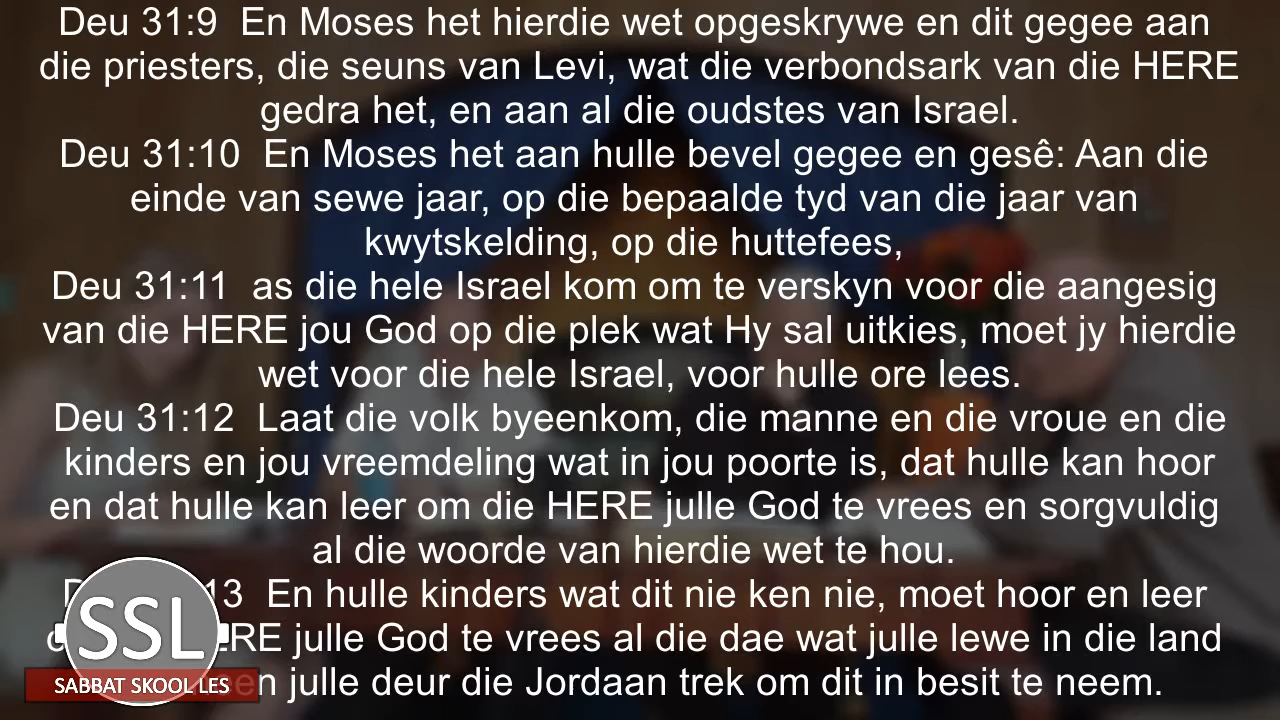 Deu 31:9 En Moses het hierdie wet opgeskrywe en dit gegee aan
die priesters, die seuns van Levi, wat die verbondsark van die HERE
gedra het, en aan al die oudstes van Israel.
Deu 31:10 En Moses het aan hulle bevel gegee en gesê: Aan die
einde van sewe jaar, op die bepaalde tyd van die jaar van
kwytskelding, op die huttefees,
Deu 31:11 as die hele Israel kom om te verskyn voor die aangesig
van die HERE jou God op die plek wat Hy sal uitkies, moet jy hierdie
wet voor die hele Israel, voor hulle ore lees.
Deu 31:12 Laat die volk byeenkom, die manne en die vroue en die
kinders en jou vreemdeling wat in jou poorte is, dat hulle kan hoor
en dat hulle kan leer om die HERE julle God te vrees en sorgvuldig
al die woorde van hierdie wet te hou.
13 En hulle kinders wat dit nie ken nie, moet hoor en leer
julle God te vrees al die dae wat julle lewe in die land
julle deur die Jordaan trek om dit in besit te neem.
SSL
SABBAT SKOOL LES